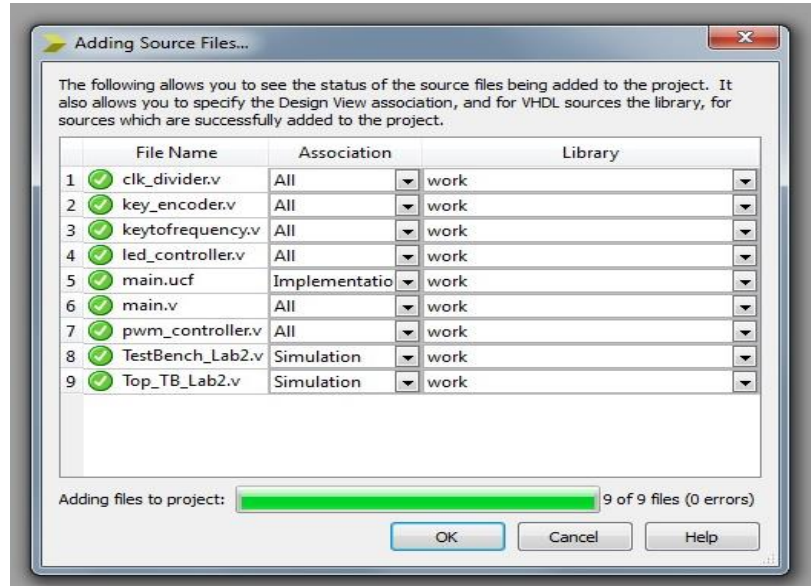 Adding Source Files...
The following allows you to see the status of the source files being added to the project. It
also allows you to specify the Design View association, and for VHDL sources the library, for
sources which are successfully added to the project.
File Name Association Library
1 clk_divider.v All work
2 key_encoder.v All work
3 keytofrequency.v All work
4 led_controller.v All work
5 main.ucf Implementatio work
6 main.v All work
7 pwm_controller.v All work
8 TestBench_Lab2.v Simulation work
9 Top_TB_Lab2.v Simulation work
Adding files to project: 9 of 9 files (0 errors)
OK Cancel Help